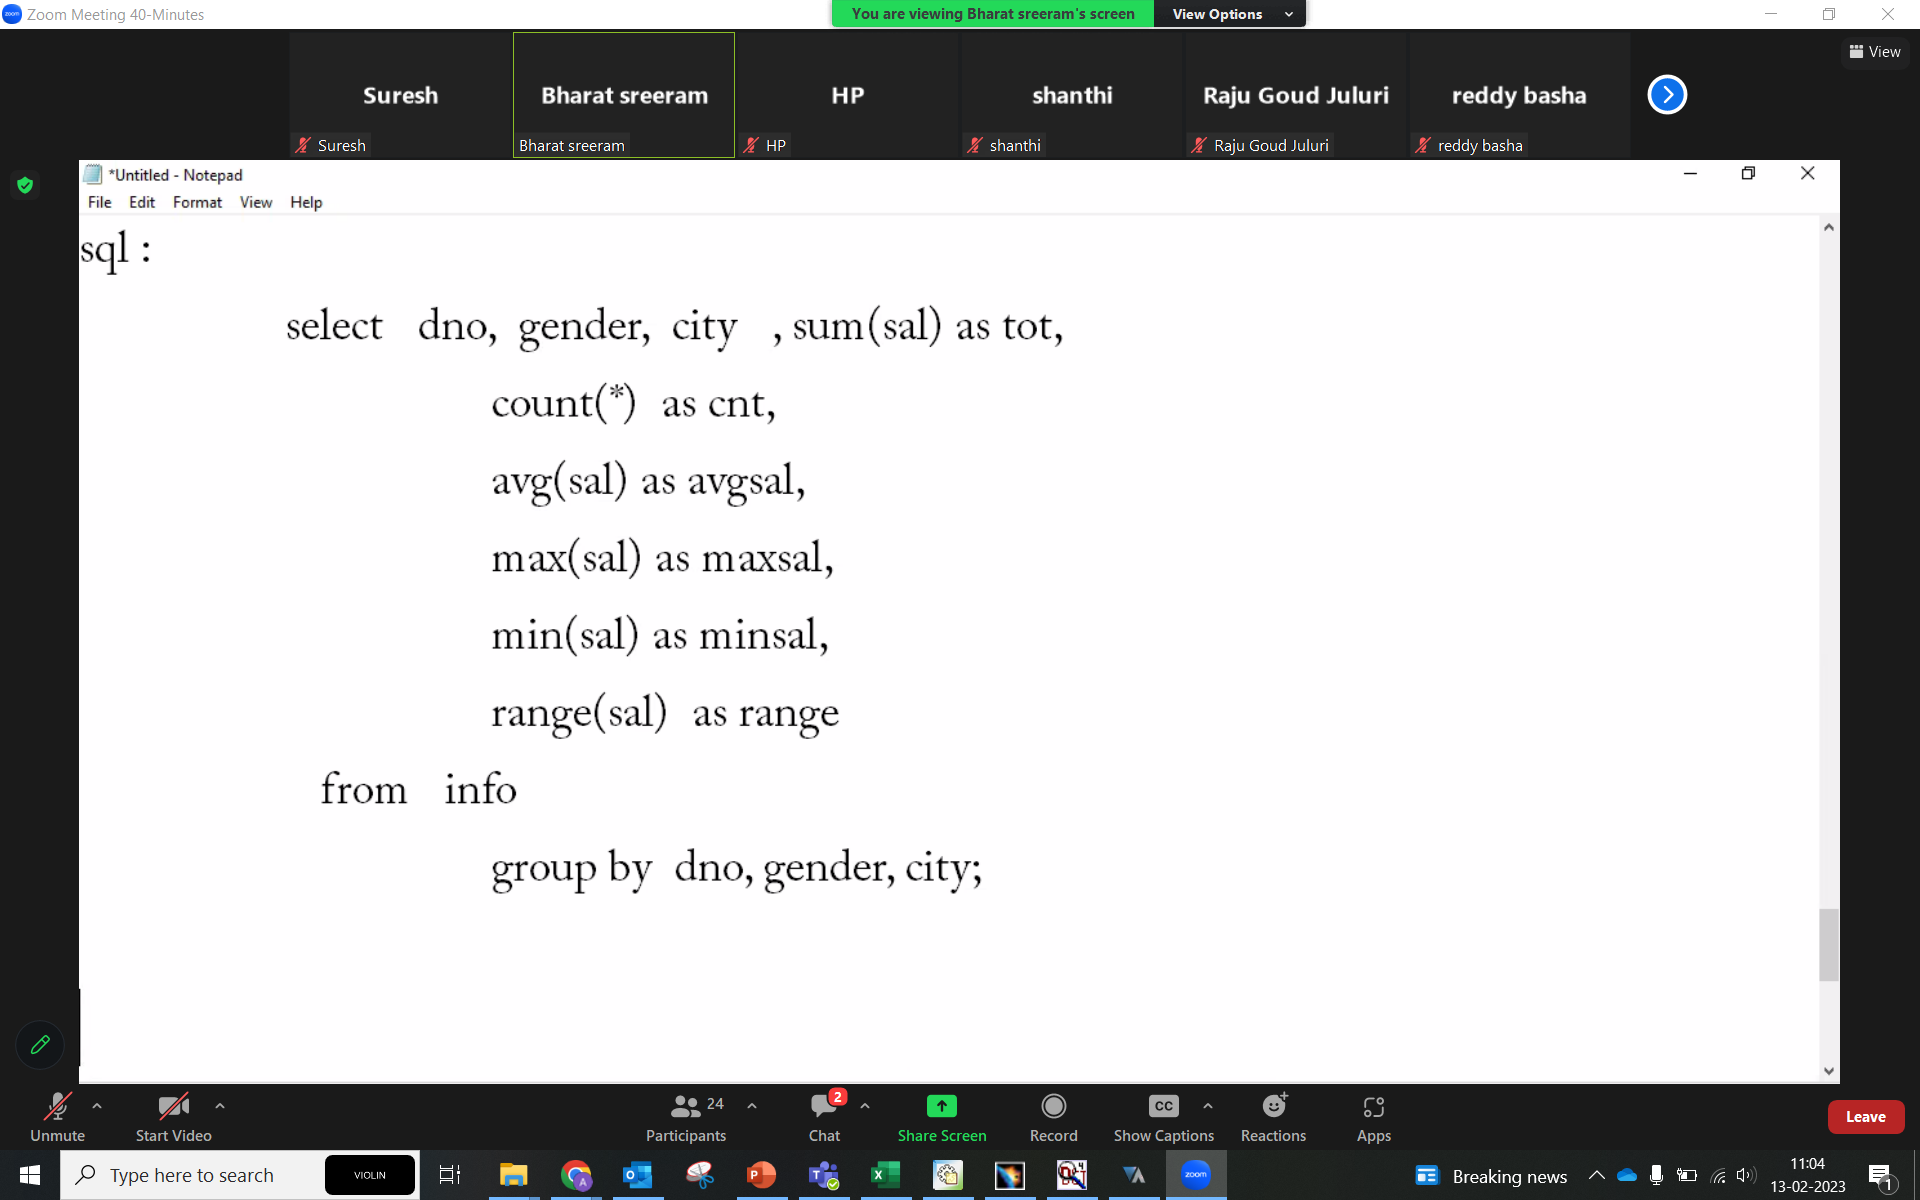 Zoom Meeting 40-Minutes
You are viewing Bharat sreeram's screen
View Options
View
Suresh
Bharat sreeram
HP
shanthi
Raju Goud Juluri
reddy basha
Suresh
Bharat sreeram
HP
shanthi
Raju Goud Juluri
reddy basha
*Untitled - Notepad
File Edit Format View Help
sql :
select dno, gender, city , sum(sal) as tot,
count(*) as cnt,
avg(sal) as avgsal,
max(sal) as maxsal,
min(sal) as minsal,
range(sal) as range
from info
group by dno, gender, city;
Unmute
Start Video
24
Participants
2
Chat
Share Screen
Record
CC
Show Captions
Reactions
Apps
Leave
Type here to search
VIOLIN
zoom
Breaking news
11:04
13-02-2023
1